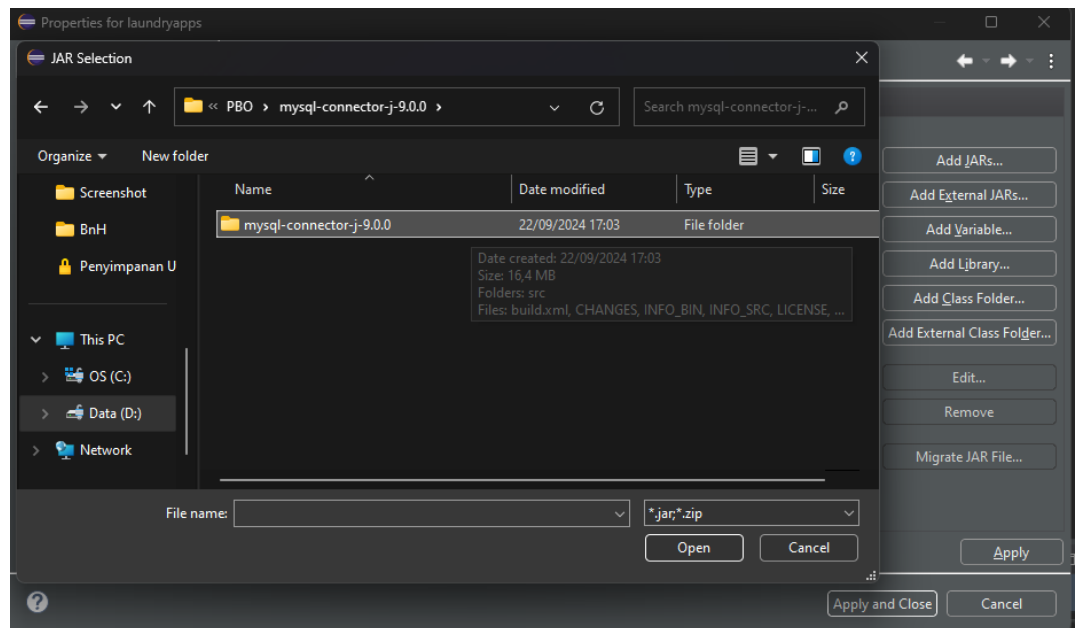 Properties for laundryapps
JAR Selection
« PBO > mysql-connector-j-9.0.0 >
Search mysql-connector-j-...
Organize
New folder
Name
Date modified
Type
Size
Screenshot
BnH
Penyimpanan U
This PC
OS (C:)
Data (D:)
Network
mysql-connector-j-9.0.0
22/09/2024 17:03
File folder
Date created: 22/09/2024 17:03
Size: 16,4 MB
Folders: src
Files: build.xml, CHANGES, INFO_BIN, INFO_SRC, LICENSE, ...
File name:
*.jar;*.zip
Open
Cancel
Add JARs...
Add External JARs...
Add Variable...
Add Library...
Add Class Folder...
Add External Class Folder...
Edit...
Remove
Migrate JAR File...
Apply
Apply and Close
Cancel